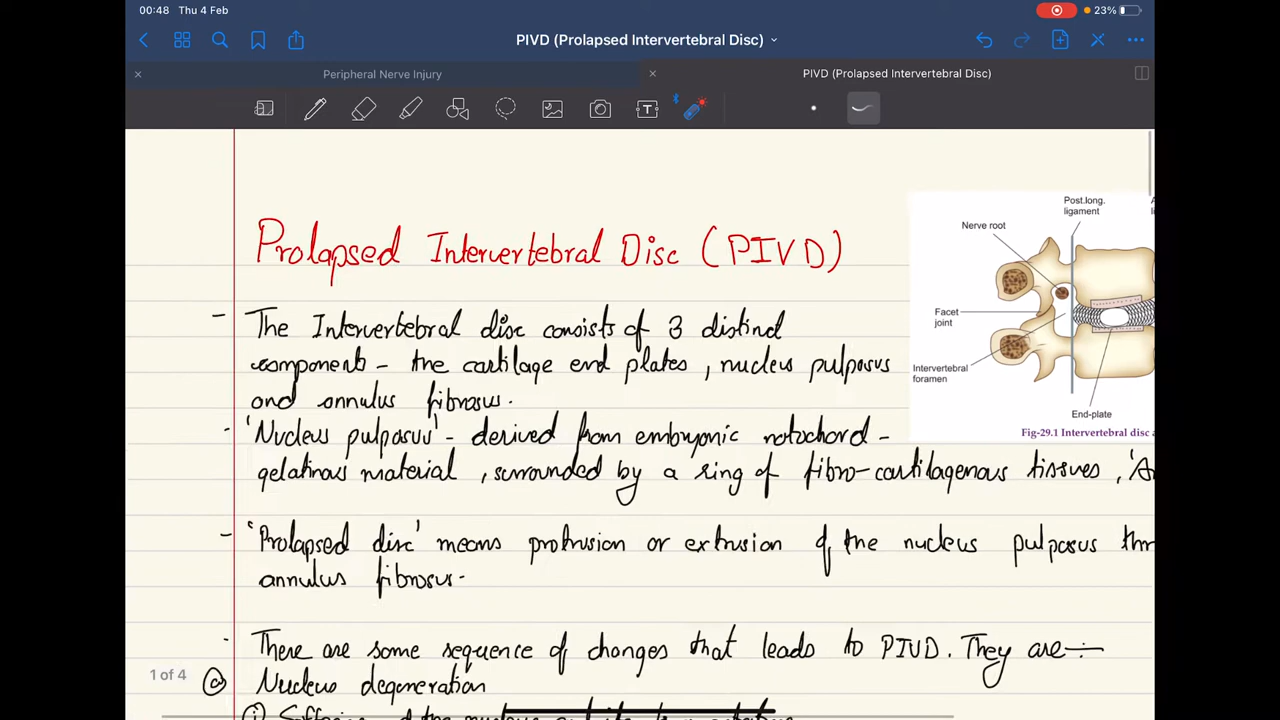 00:48 Thu 4 Feb
23%
PIVD (Prolapsed Intervertebral Disc)
Peripheral Nerve Injury
PIVD (Prolapsed Intervertebral Disc)
Prolapsed Intervertebral Disc (PIVD)
- The Intervertebral disc consists of 3 distinct
components - the cartilage end plates, nucleus pulposus
and annulus fibrosus.
- 'Nucleus pulposus' - derived from embryonic notochord -
gelatinous material, surrounded by a ring of fibro-cartilagenous tissues, 'A
- 'Prolapsed disc' means protrusion or extrusion of the nucleus pulposus thr
annulus fibrosus.
- There are some sequence of changes that leads to PIVD. They are :-
ⓐ Nucleus degeneration
ⓘ of the nucleus
1 of 4
Post.long.
ligament
Nerve root
Facet
joint
Intervertebral
foramen
End-plate
Fig-29.1 Intervertebral disc a